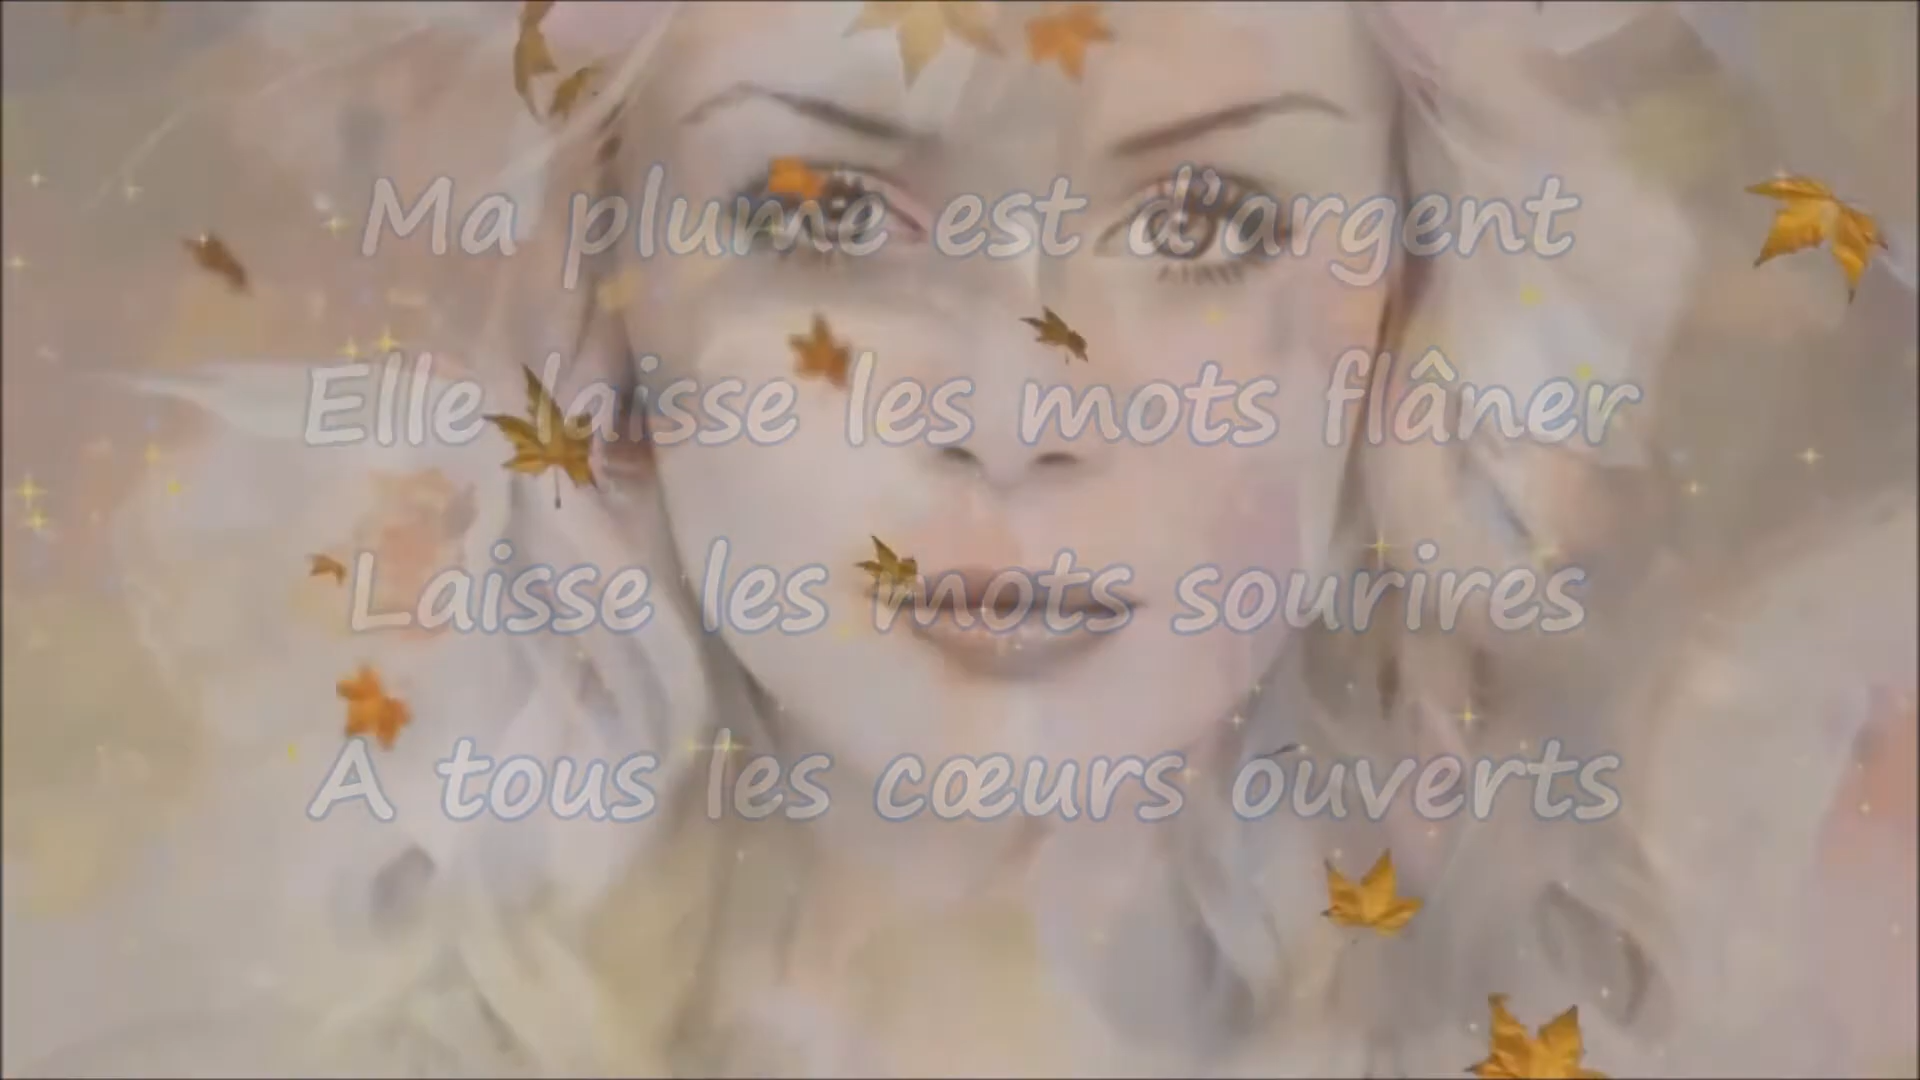 Ma plume est d'argent
Elle laisse les mots flâner
Laisse les mots sourires
A tous les cœurs ouverts